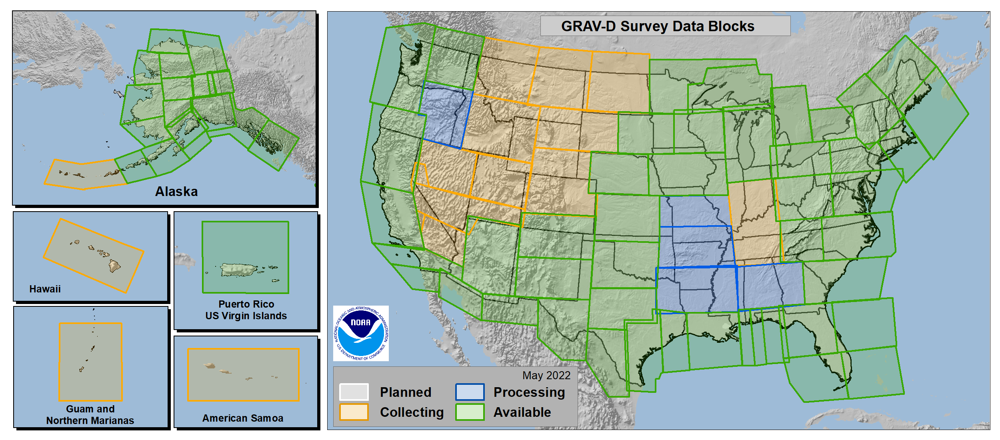 GRAV-D Survey Data Blocks
Alaska
Hawaii
Puerto Rico
US Virgin Islands
Guam and
Northern Marianas
American Samoa
NATIONAL OCEANIC AND ATMOSPHERIC ADMINISTRATION
NOAA
U.S. DEPARTMENT OF COMMERCE
May 2022
Planned
Processing
Collecting
Available